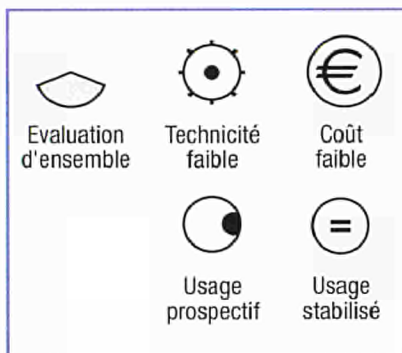 €
Evaluation
d'ensemble
Technicité
faible
Coût
faible
=
Usage
prospectif
Usage
stabilisé